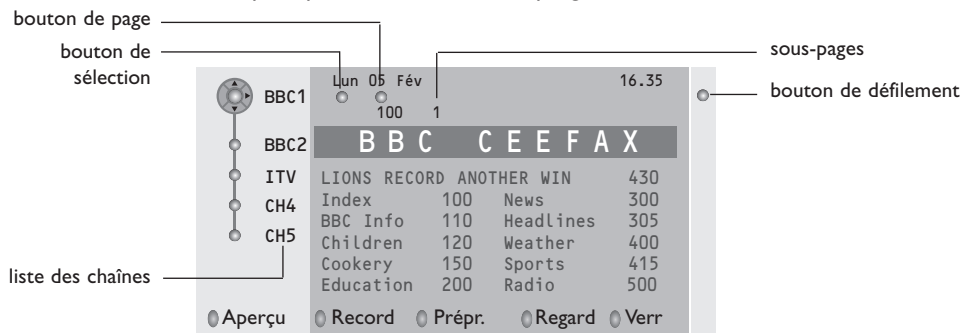 bouton de page
bouton de
sélection
sous-pages
bouton de défilement
liste des chaînes
Lun 05 Fév 16.35
100 1
BBC1
BBC2
ITV
CH4
CH5
BBC CEEFAX
LIONS RECORD ANOTHER WIN 430
Index 100 News 300
BBC Info 110 Headlines 305
Children 120 Weather 400
Cookery 150 Sports 415
Education 200 Radio 500
Aperçu Record Prépr. Regard Verr